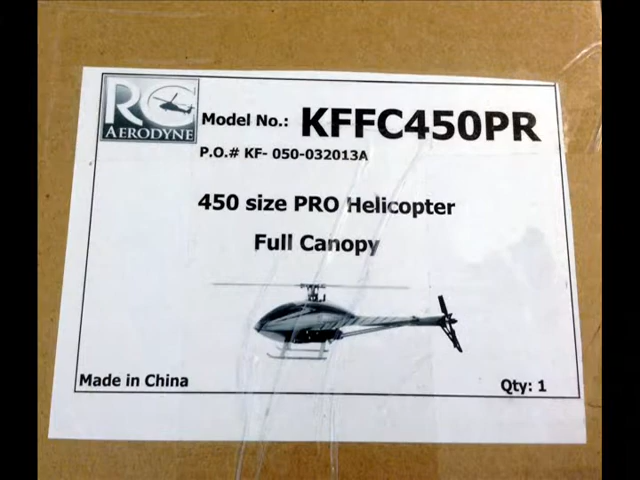 RC
AERODYNE
Model No.: KFFC450PR
P.O.# KF- 050-032013A
450 size PRO Helicopter
Full Canopy
Made in China
Qty: 1